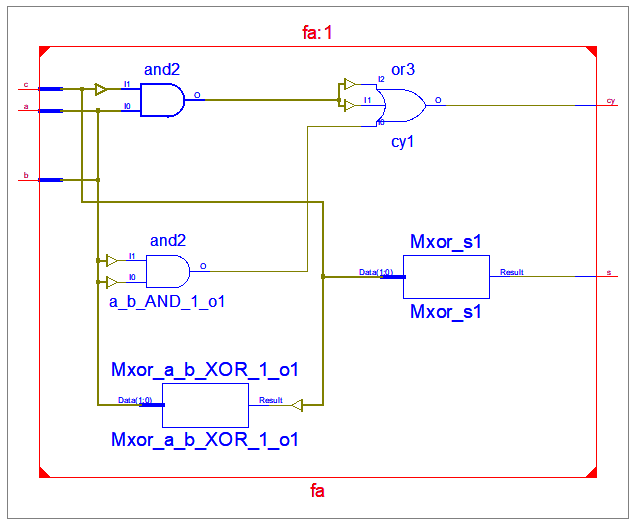 fa:1
and2
or3
c
I1
I2
a
I0
O
I1
O
cy
I0
cy1
b
and2
Mxor_s1
I1
O
Data(1:0)
Result
s
I0
a_b_AND_1_o1
Mxor_s1
Mxor_a_b_XOR_1_o1
Data(1:0)
Result
Mxor_a_b_XOR_1_o1
fa